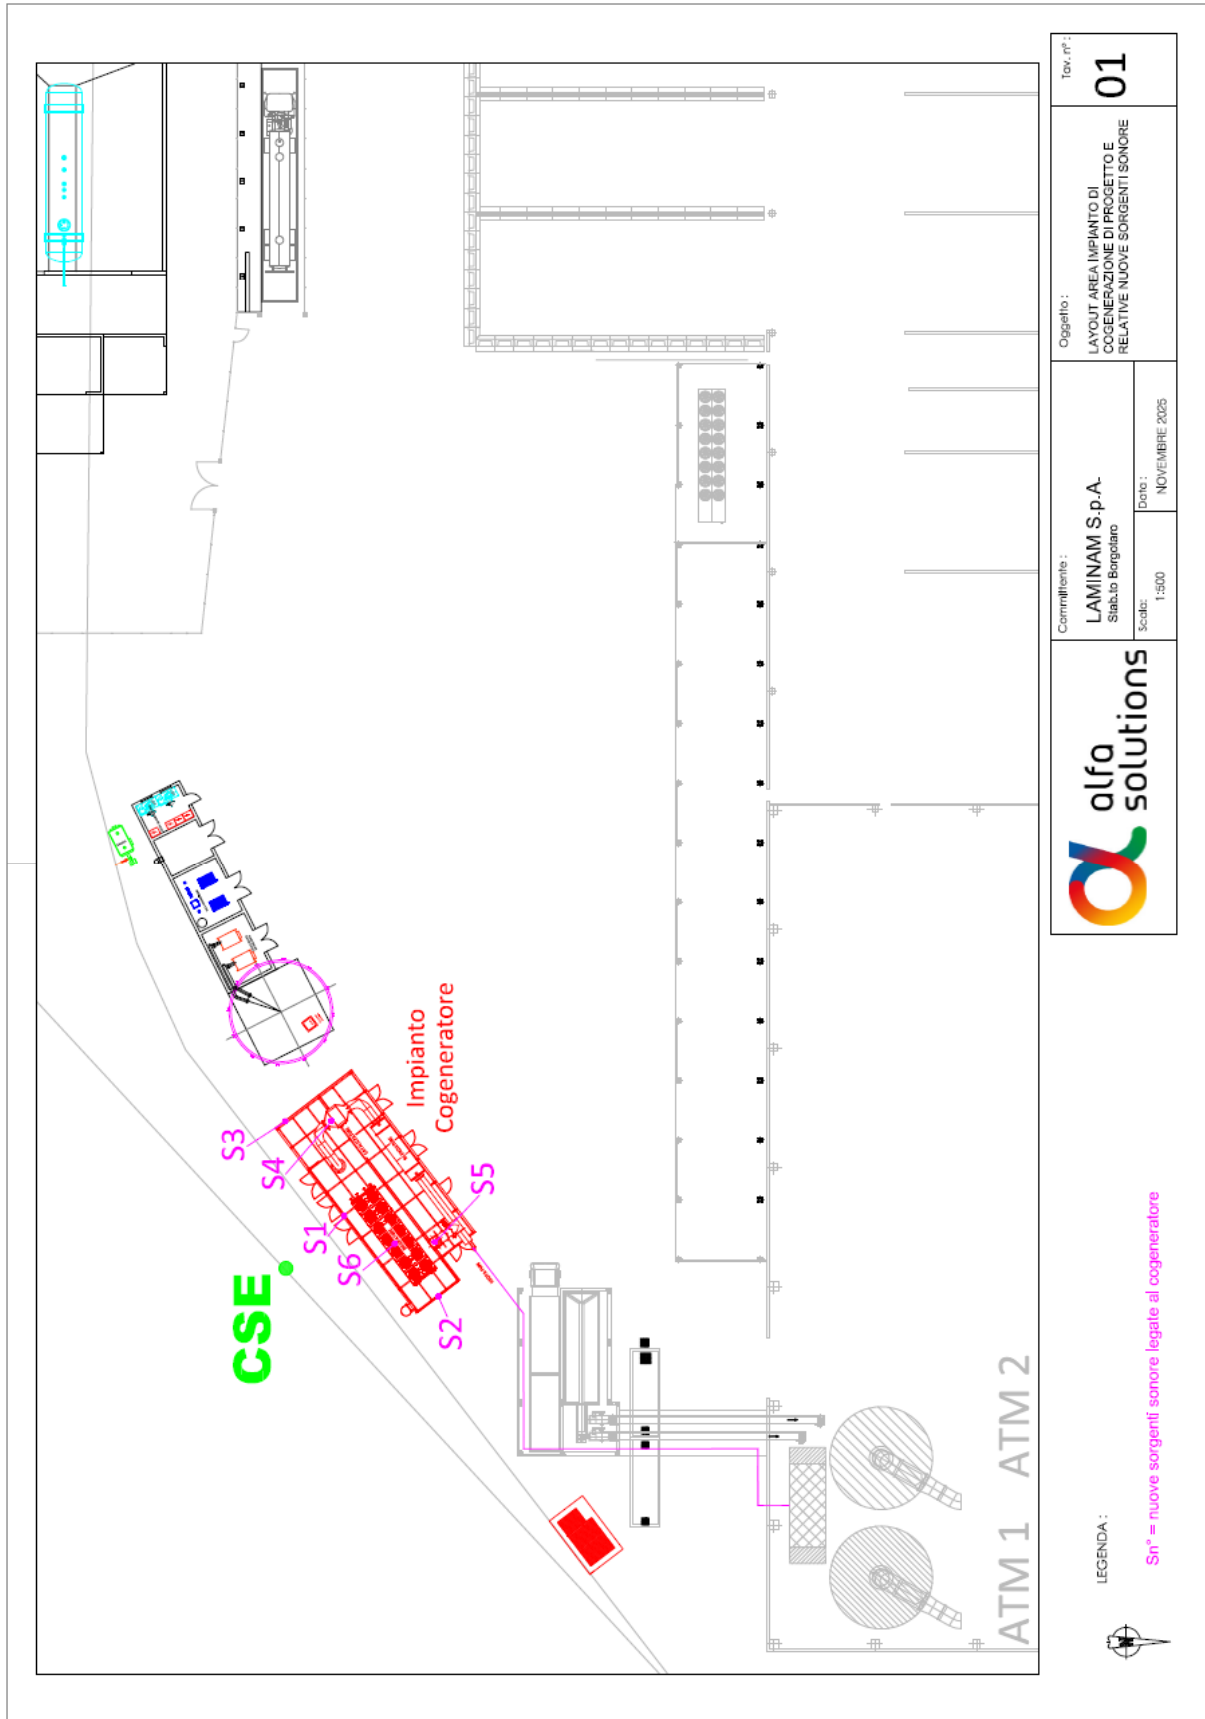 CSE
S3
S4
S1
S6
S2
S5
Impianto
Cogeneratore
ATM 1
ATM 2
LEGENDA :
Sn° = nuove sorgenti sonore legate al cogeneratore
N
alfa
solutions
Committente :
LAMINAM S.p.A.
Stab.to Borgotaro
Scala:
1:500
Data :
NOVEMBRE 2025
Oggetto :
LAYOUT AREA IMPIANTO DI
COGENERAZIONE DI PROGETTO E
RELATIVE NUOVE SORGENTI SONORE
Tav. n° :
01